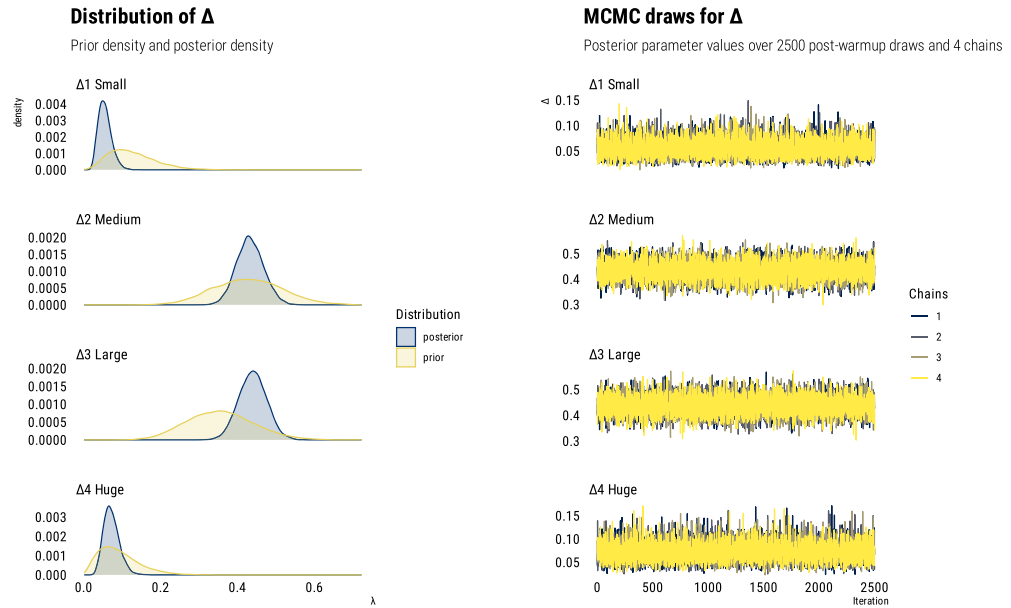 Distribution of Δ
Prior density and posterior density
Δ1 Small
density
0.004
0.003
0.002
0.001
0.000
Δ2 Medium
0.0020
0.0015
0.0010
0.0005
0.0000
Δ3 Large
0.0020
0.0015
0.0010
0.0005
0.0000
Δ4 Huge
0.003
0.002
0.001
0.000
0.0 0.2 0.4 0.6
λ
Distribution
posterior
prior
MCMC draws for Δ
Posterior parameter values over 2500 post-warmup draws and 4 chains
Δ1 Small
Δ
0.15
0.10
0.05
Δ2 Medium
0.5
0.4
0.3
Δ3 Large
0.5
0.4
0.3
Δ4 Huge
0.15
0.10
0.05
0 500 1000 1500 2000 2500
Iteration
Chains
1
2
3
4